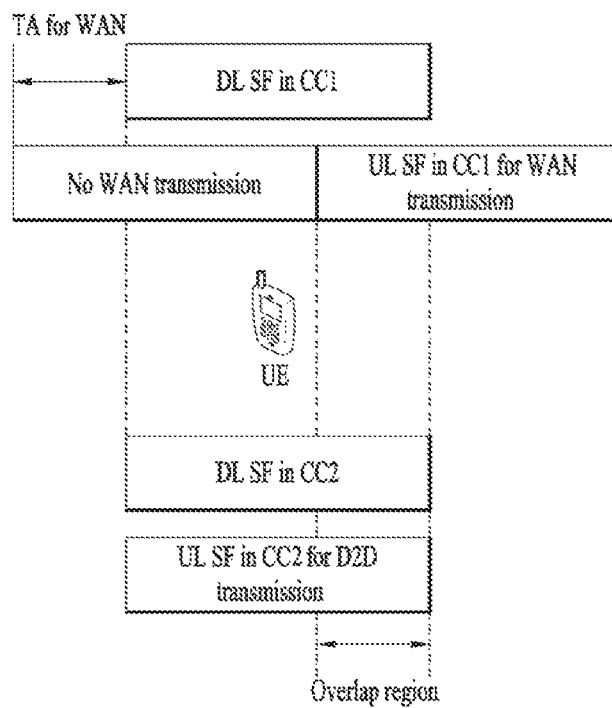 TA for WAN
DL SF in CC1
No WAN transmission
UL SF in CC1 for WAN
transmission
UE
DL SF in CC2
UL SF in CC2 for D2D
transmission
Overlap region